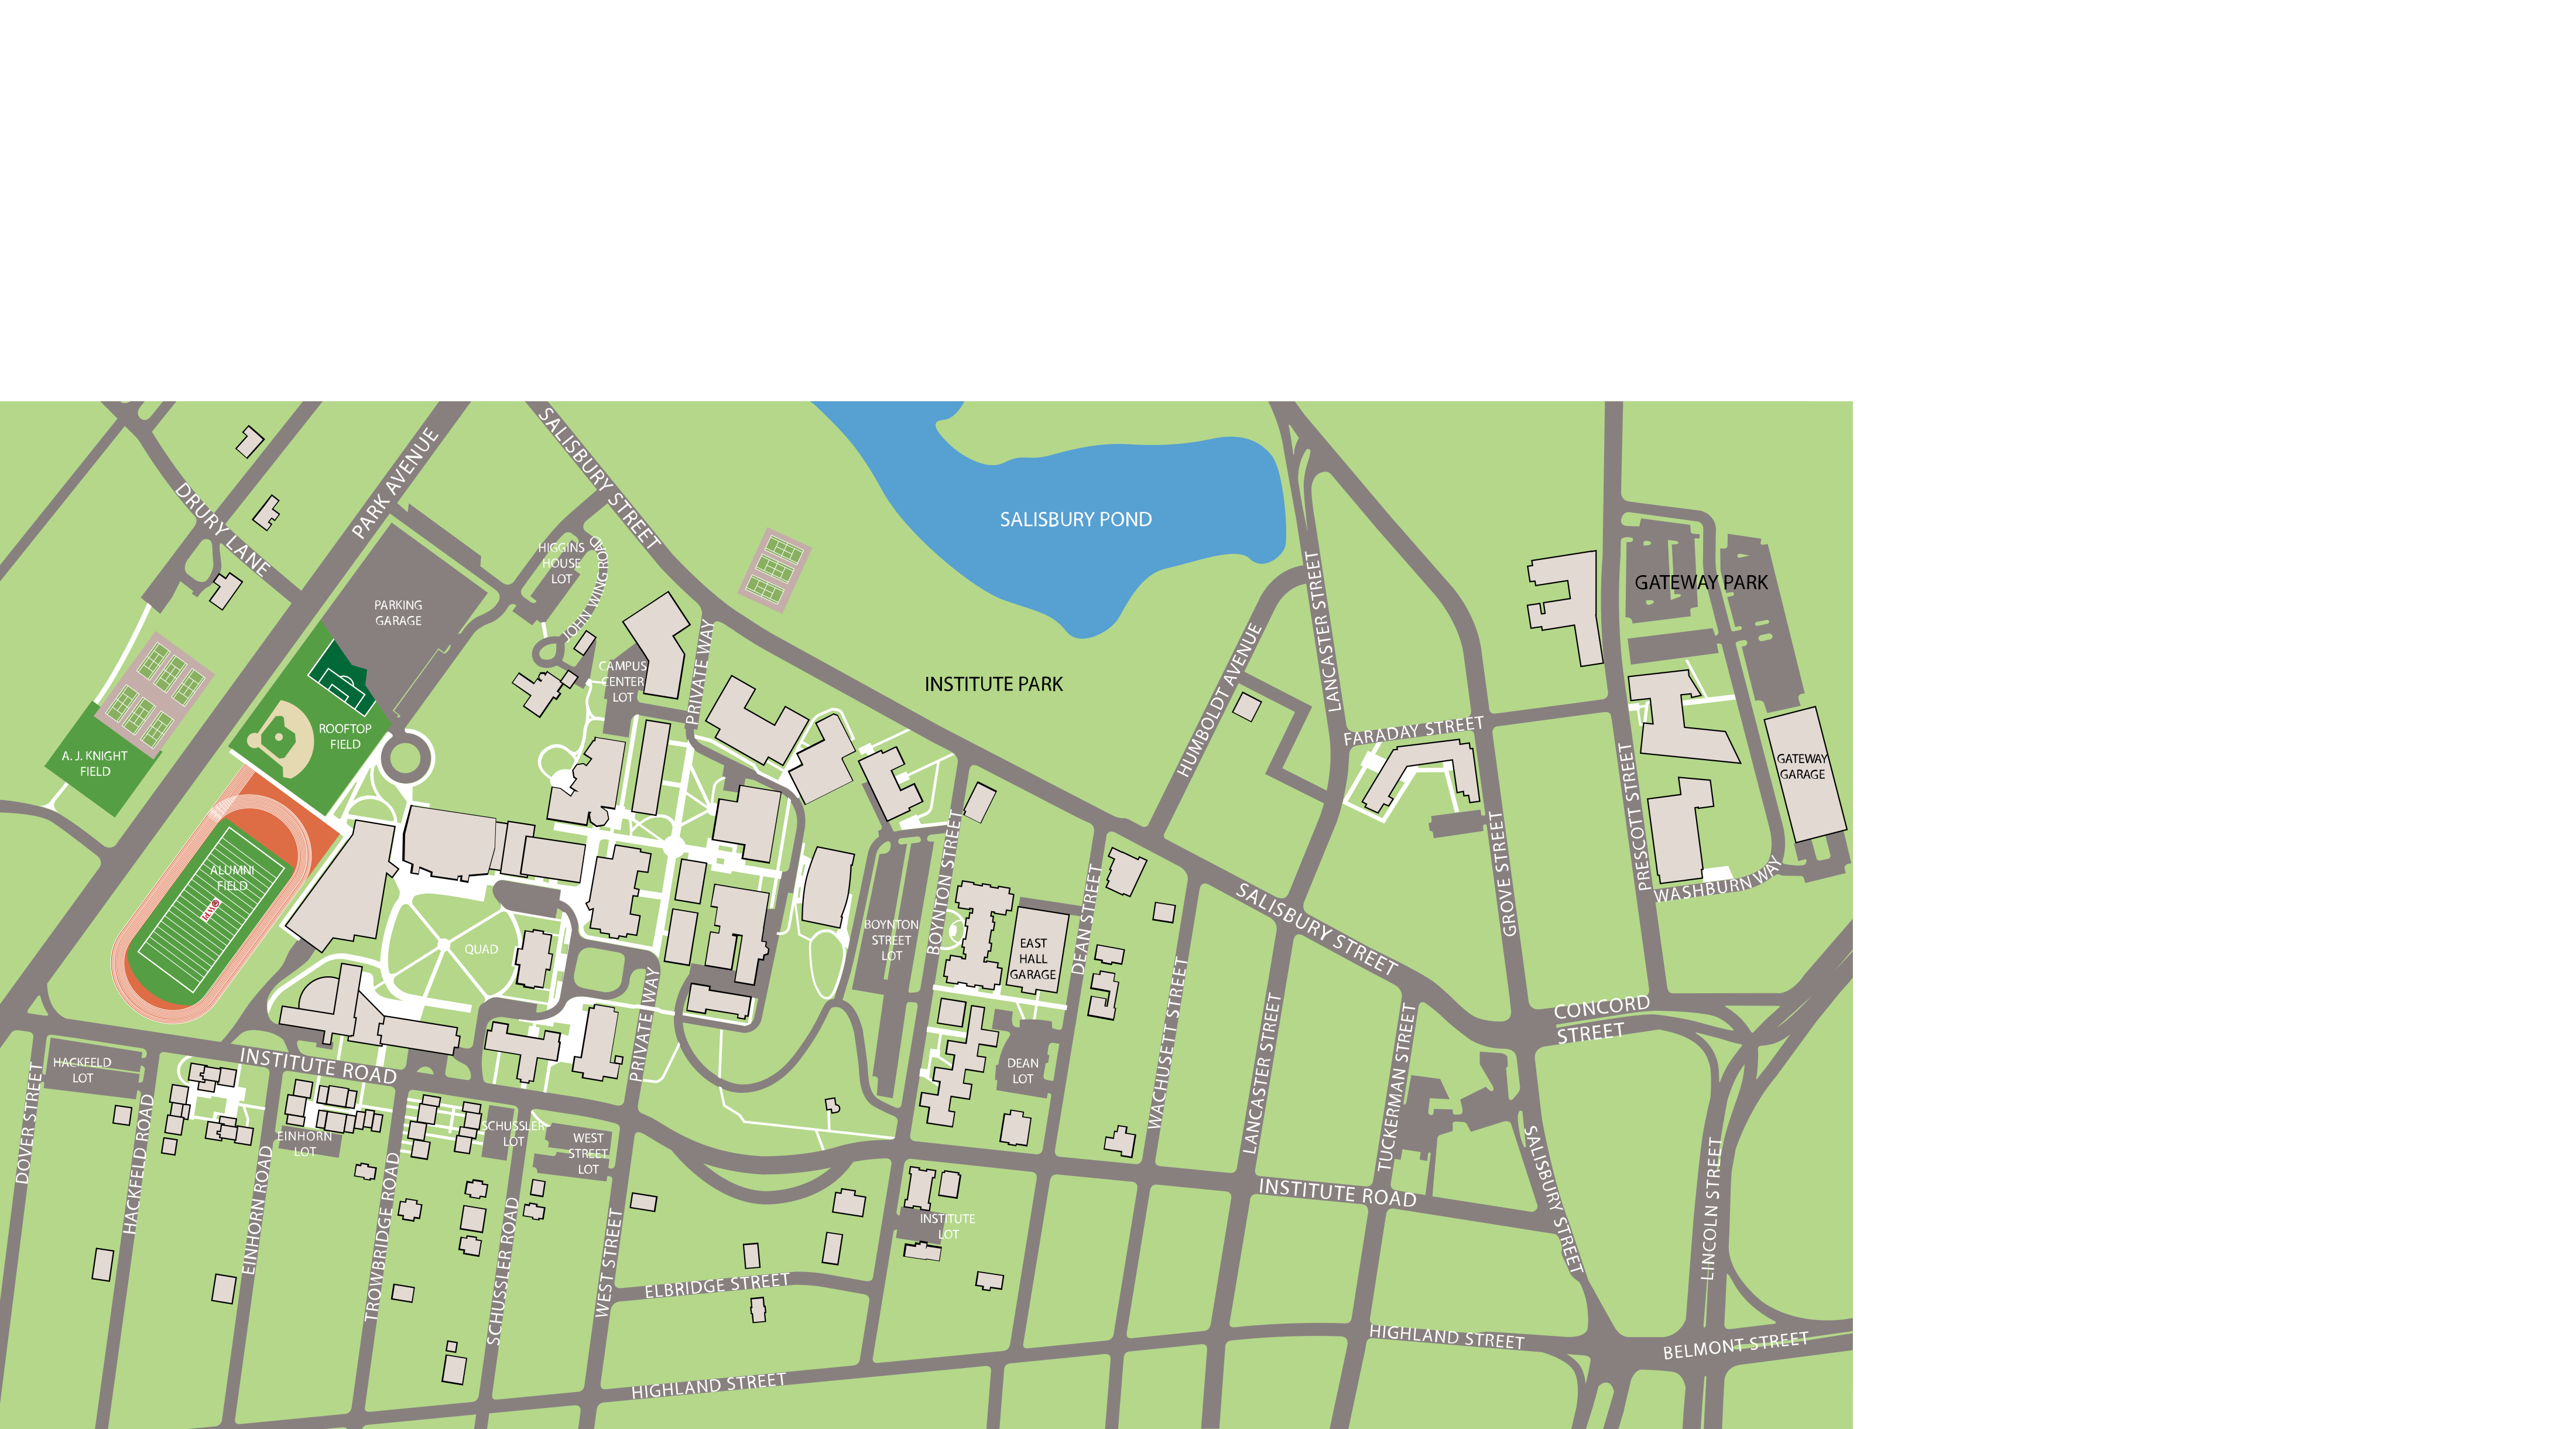 SALISBURY STREET
PARK AVENUE
DRURY LANE
SALISBURY POND
HIGGINS
HOUSE
LOT
JOHN WING ROAD
LANCASTER STREET
GATEWAY PARK
PARKING
GARAGE
CAMPUS
CENTER
LOT
PRIVATE WAY
INSTITUTE PARK
HUMBOLDT AVENUE
FARADAY STREET
ROOFTOP
FIELD
A. J. KNIGHT
FIELD
GATEWAY
GARAGE
PRESCOTT STREET
GROVE STREET
WASHBURN WAY
ALUMNI
FIELD
WPI
QUAD
BOYNTON
STREET
LOT
BOYNTON STREET
EAST
HALL
GARAGE
DEAN STREET
SALISBURY STREET
WACHUSETT STREET
LANCASTER STREET
TUCKERMAN STREET
CONCORD
STREET
PRIVATE WAY
INSTITUTE ROAD
HACKFELD
LOT
DEAN
LOT
DOVER STREET
HACKFELD ROAD
EINHORN ROAD
EINHORN
LOT
TROWBRIDGE ROAD
SCHUSSLER
LOT
SCHUSSLER ROAD
WEST
STREET
LOT
WEST STREET
INSTITUTE
LOT
INSTITUTE ROAD
SALISBURY STREET
LINCOLN STREET
ELBRIDGE STREET
HIGHLAND STREET
HIGHLAND STREET
BELMONT STREET